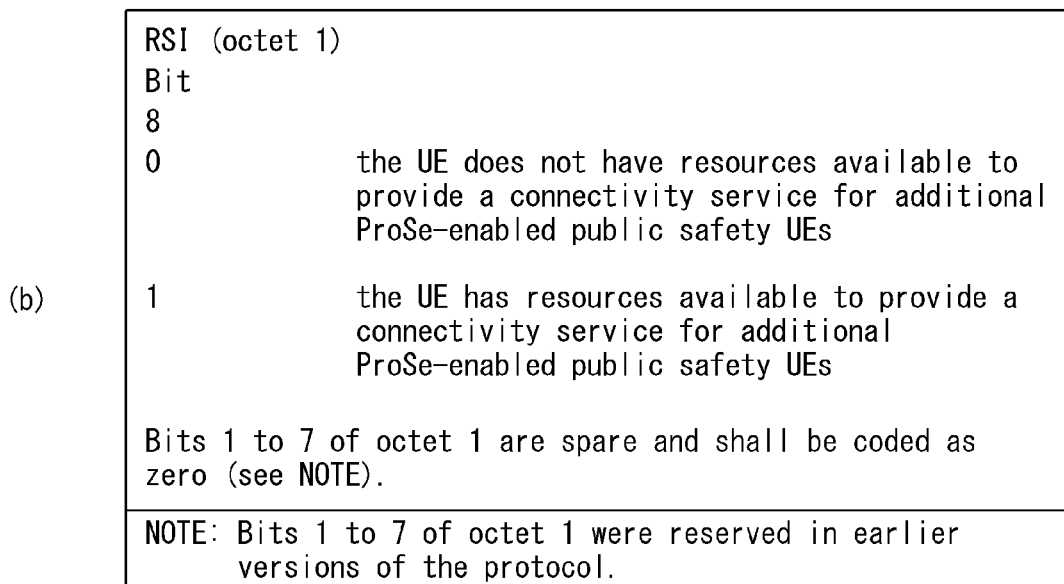 RSI (octet 1)
Bit
8
0 the UE does not have resources available to
provide a connectivity service for additional
ProSe-enabled public safety UEs
(b) 1 the UE has resources available to provide a
connectivity service for additional
ProSe-enabled public safety UEs
Bits 1 to 7 of octet 1 are spare and shall be coded as
zero (see NOTE).
NOTE: Bits 1 to 7 of octet 1 were reserved in earlier
versions of the protocol.